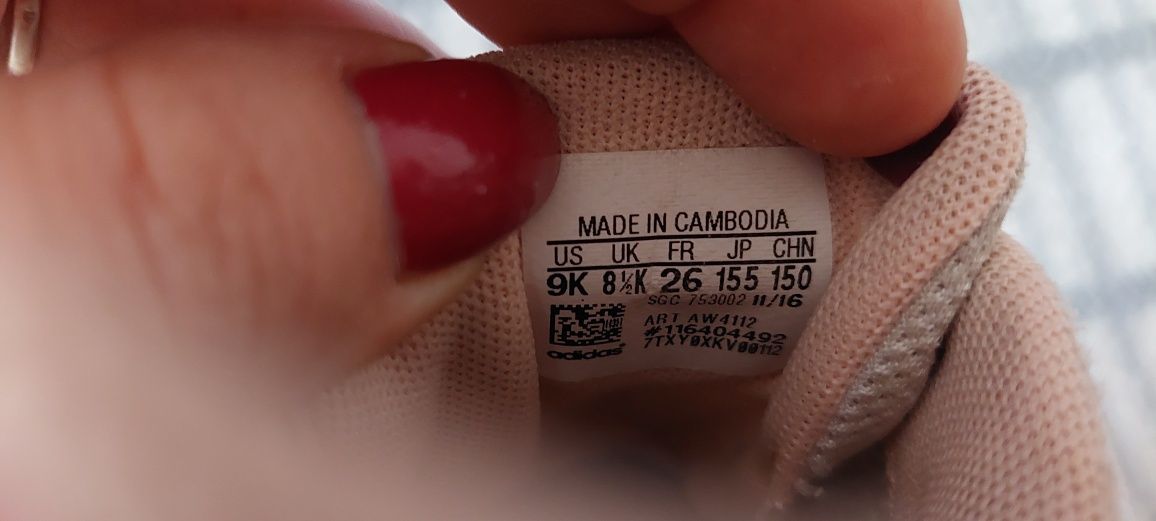 MADE IN CAMBODIA
US UK FR JP CHN
9K 8½K 26 155 150
SGC 753002 11/16
ART AW4112
#116404492
7TXY0XKV00112
adidas